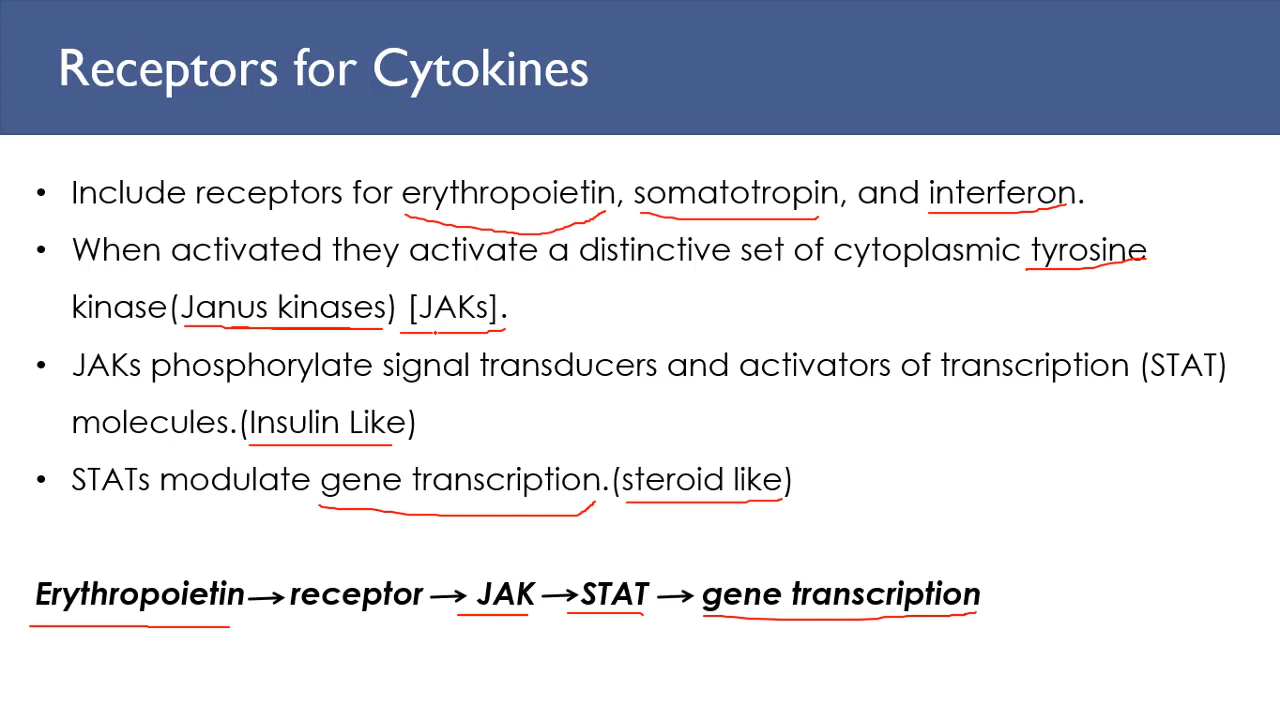 Receptors for Cytokines
• Include receptors for erythropoietin, somatotropin, and interferon.
• When activated they activate a distinctive set of cytoplasmic tyrosine
kinase(Janus kinases) [JAKs].
• JAKs phosphorylate signal transducers and activators of transcription (STAT)
molecules.(Insulin Like)
• STATs modulate gene transcription.(steroid like)
Erythropoietin→receptor → JAK →STAT → gene transcription